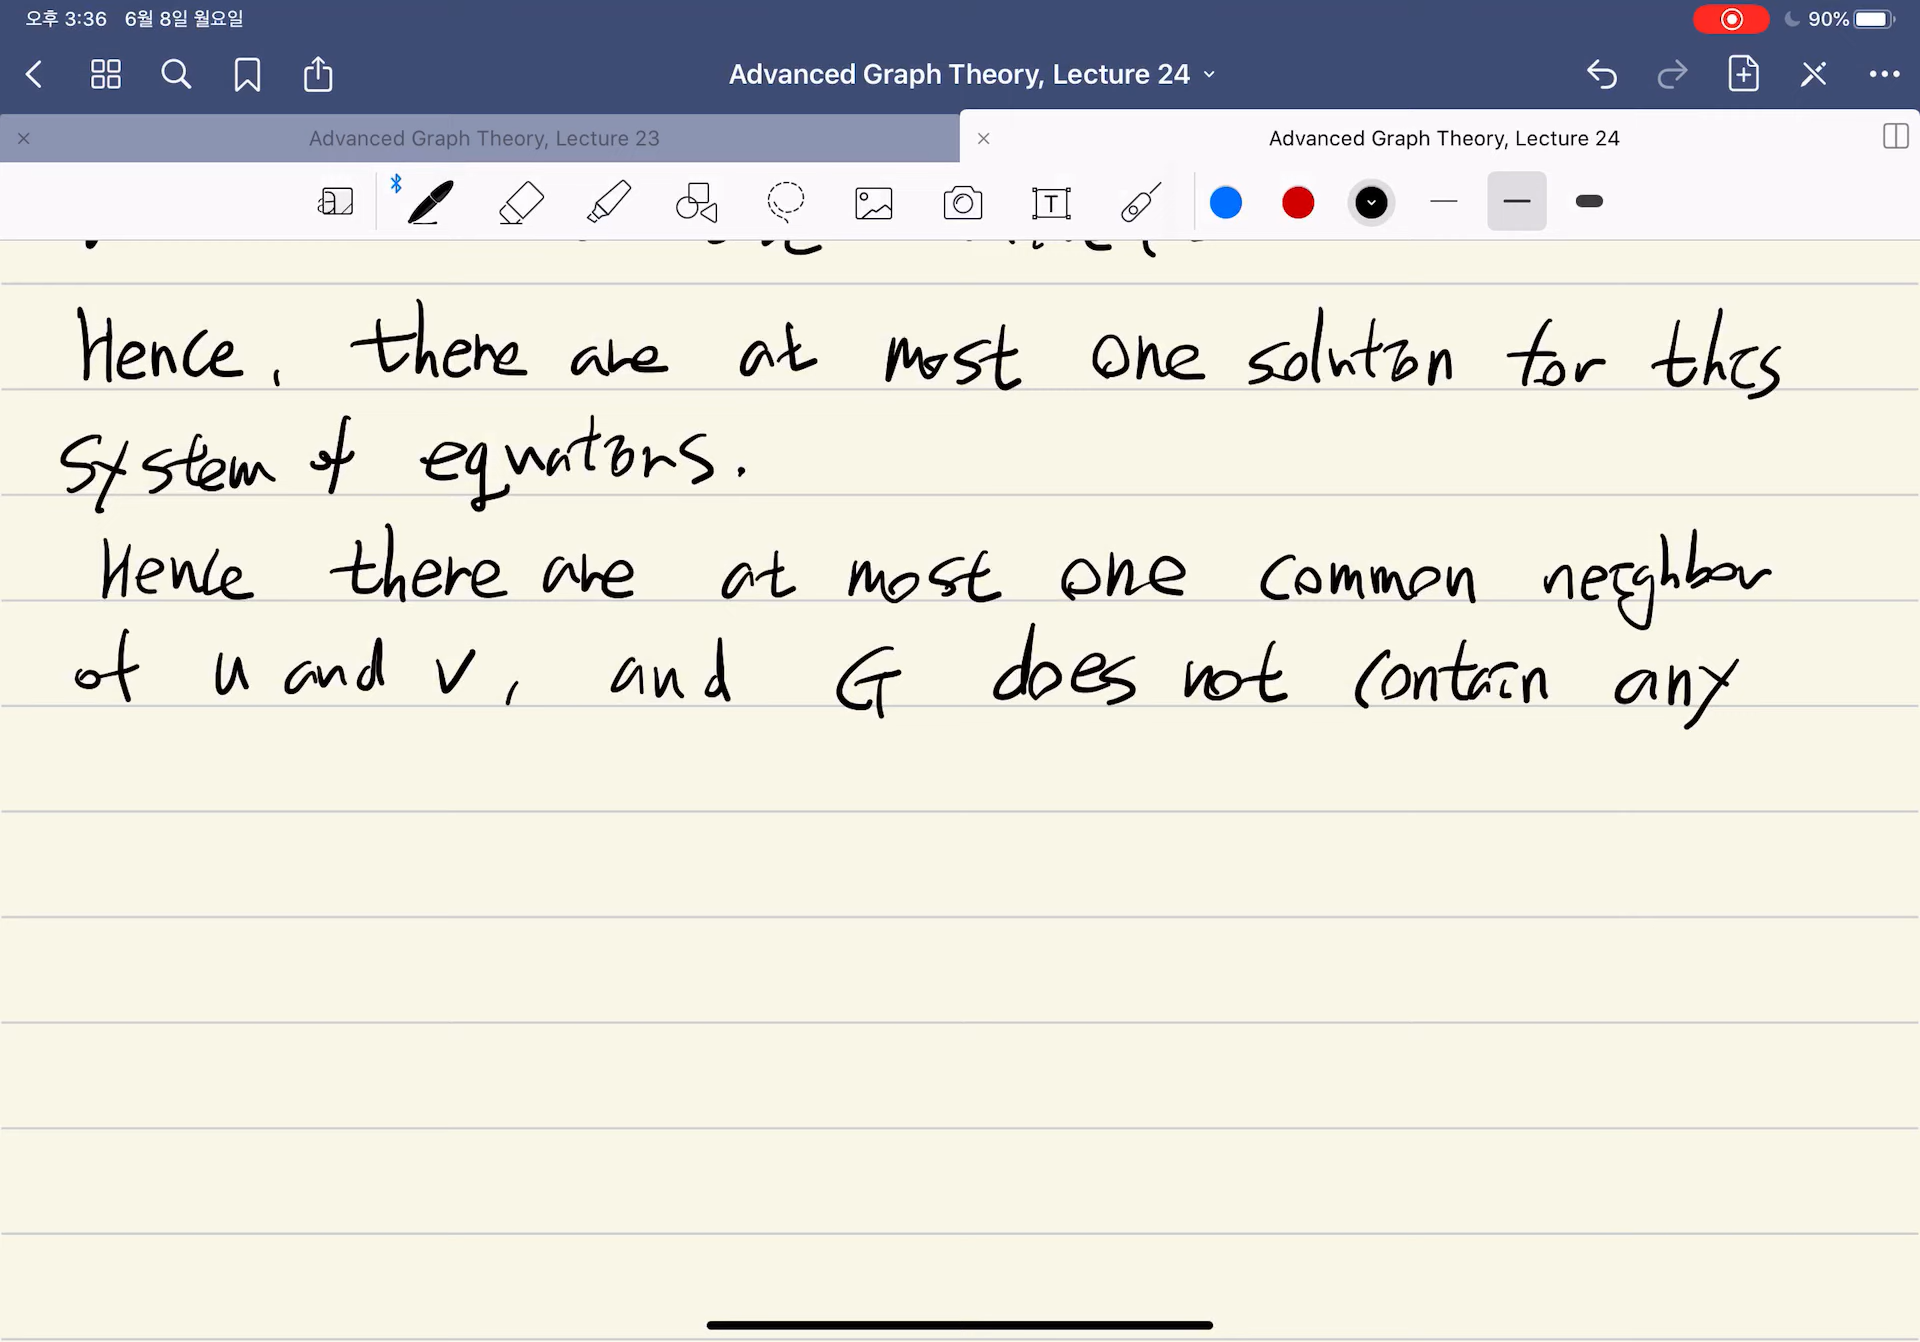 오후 3:36 6월 8일 월요일 90%
Advanced Graph Theory, Lecture 24
Advanced Graph Theory, Lecture 23 Advanced Graph Theory, Lecture 24
Hence, there are at most one solution for this
system of equations.
Hence there are at most one common neighbor
of u and v, and G does not contain any